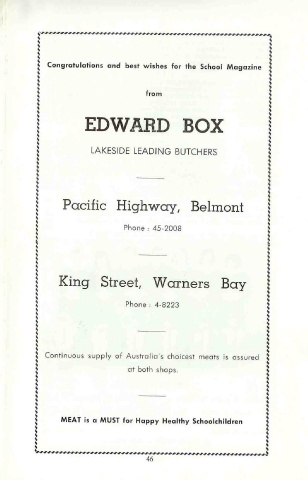 Congratulations and best wishes for the School Magazine
from
EDWARD BOX
LAKESIDE LEADING BUTCHERS
Pacific Highway, Belmont
Phone : 45-2008
King Street, Warners Bay
Phone : 4-8223
Continuous supply of Australia's choicest meats is assured
at both shops.
MEAT is a MUST for Happy Healthy Schoolchildren
46